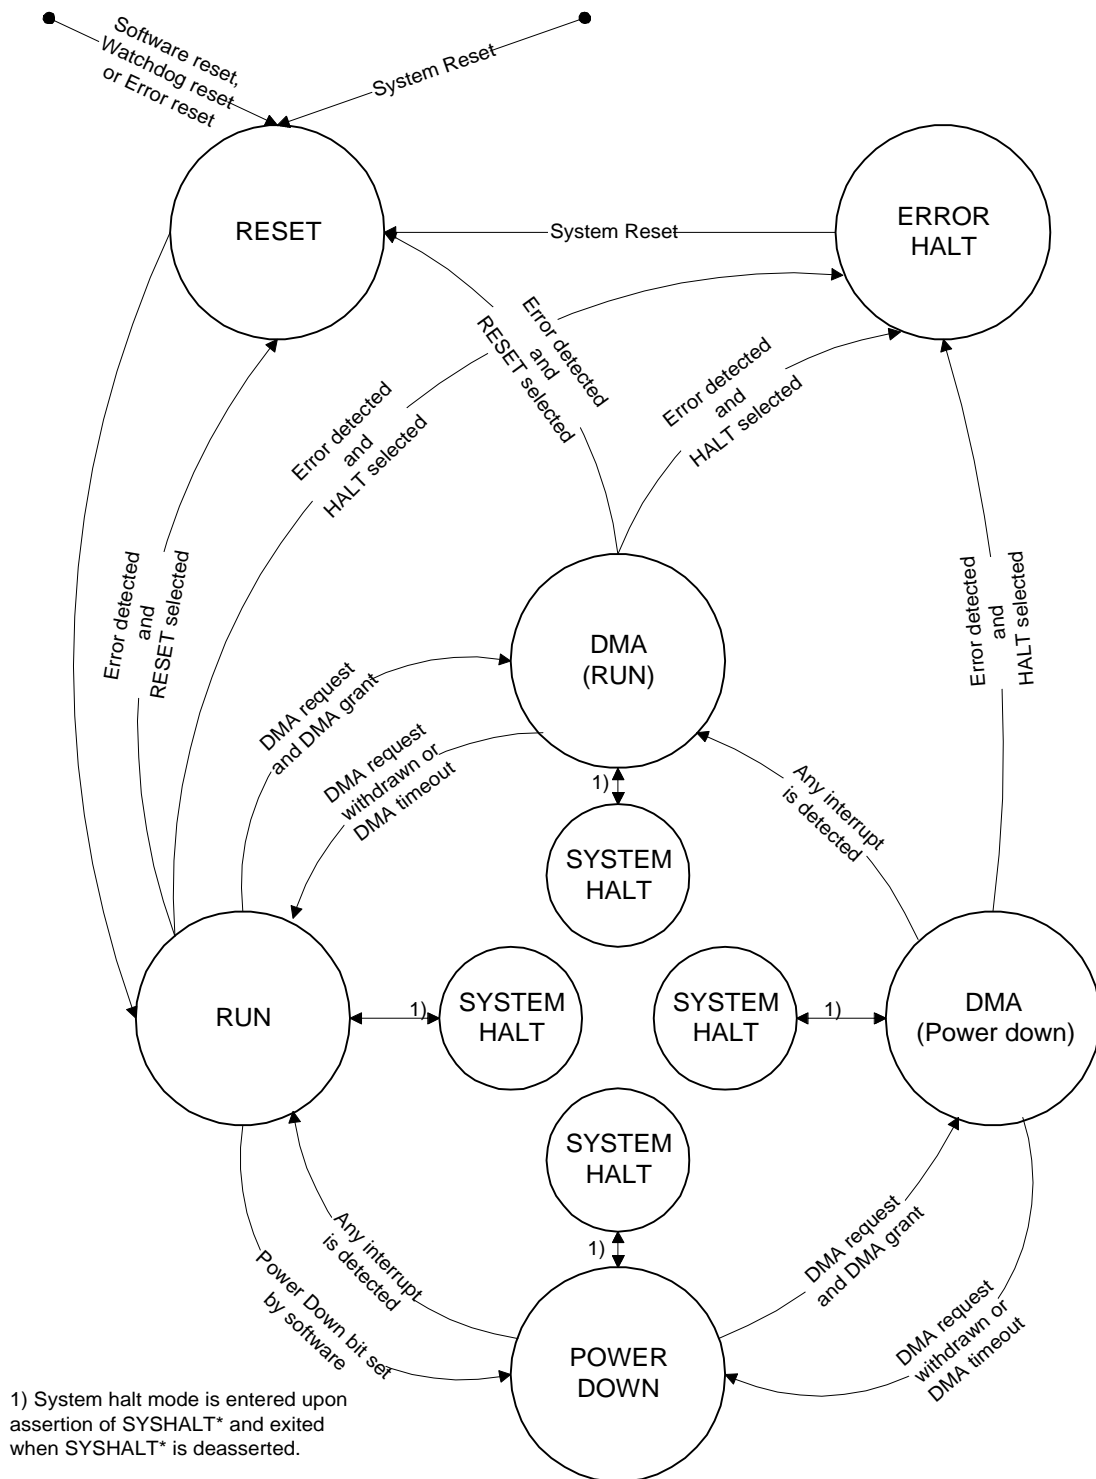 Software reset,
Watchdog reset
or Error reset
System Reset
RESET
System Reset
ERROR
HALT
Error detected
and
RESET selected
Error detected
and
HALT selected
Error detected
and
HALT selected
Error detected
and
RESET selected
Error detected
and
HALT selected
DMA
(RUN)
DMA request
and DMA grant
DMA request
withdrawn or
DMA timeout
1)
Any interrupt
is detected
SYSTEM
HALT
RUN
1)
SYSTEM
HALT
SYSTEM
HALT
1)
DMA
(Power down)
SYSTEM
HALT
1)
Any interrupt
is detected
Power Down bit set
by software
DMA request
and DMA grant
DMA request
withdrawn or
DMA timeout
POWER
DOWN
1) System halt mode is entered upon
assertion of SYSHALT* and exited
when SYSHALT* is deasserted.